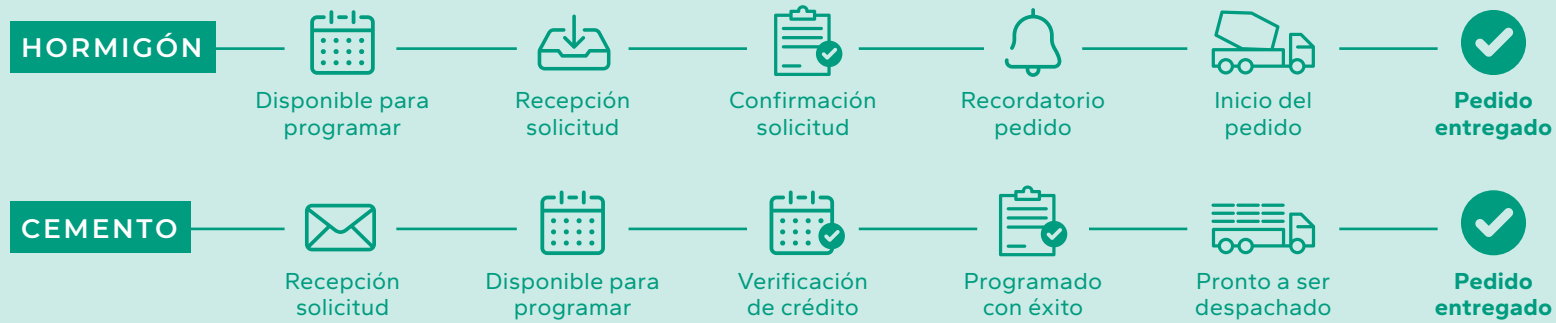 HORMIGÓN
Disponible para
programar
Recepción
solicitud
Confirmación
solicitud
Recordatorio
pedido
Inicio del
pedido
Pedido
entregado
CEMENTO
Recepción
solicitud
Disponible para
programar
Verificación
de crédito
Programado
con éxito
Pronto a ser
despachado
Pedido
entregado